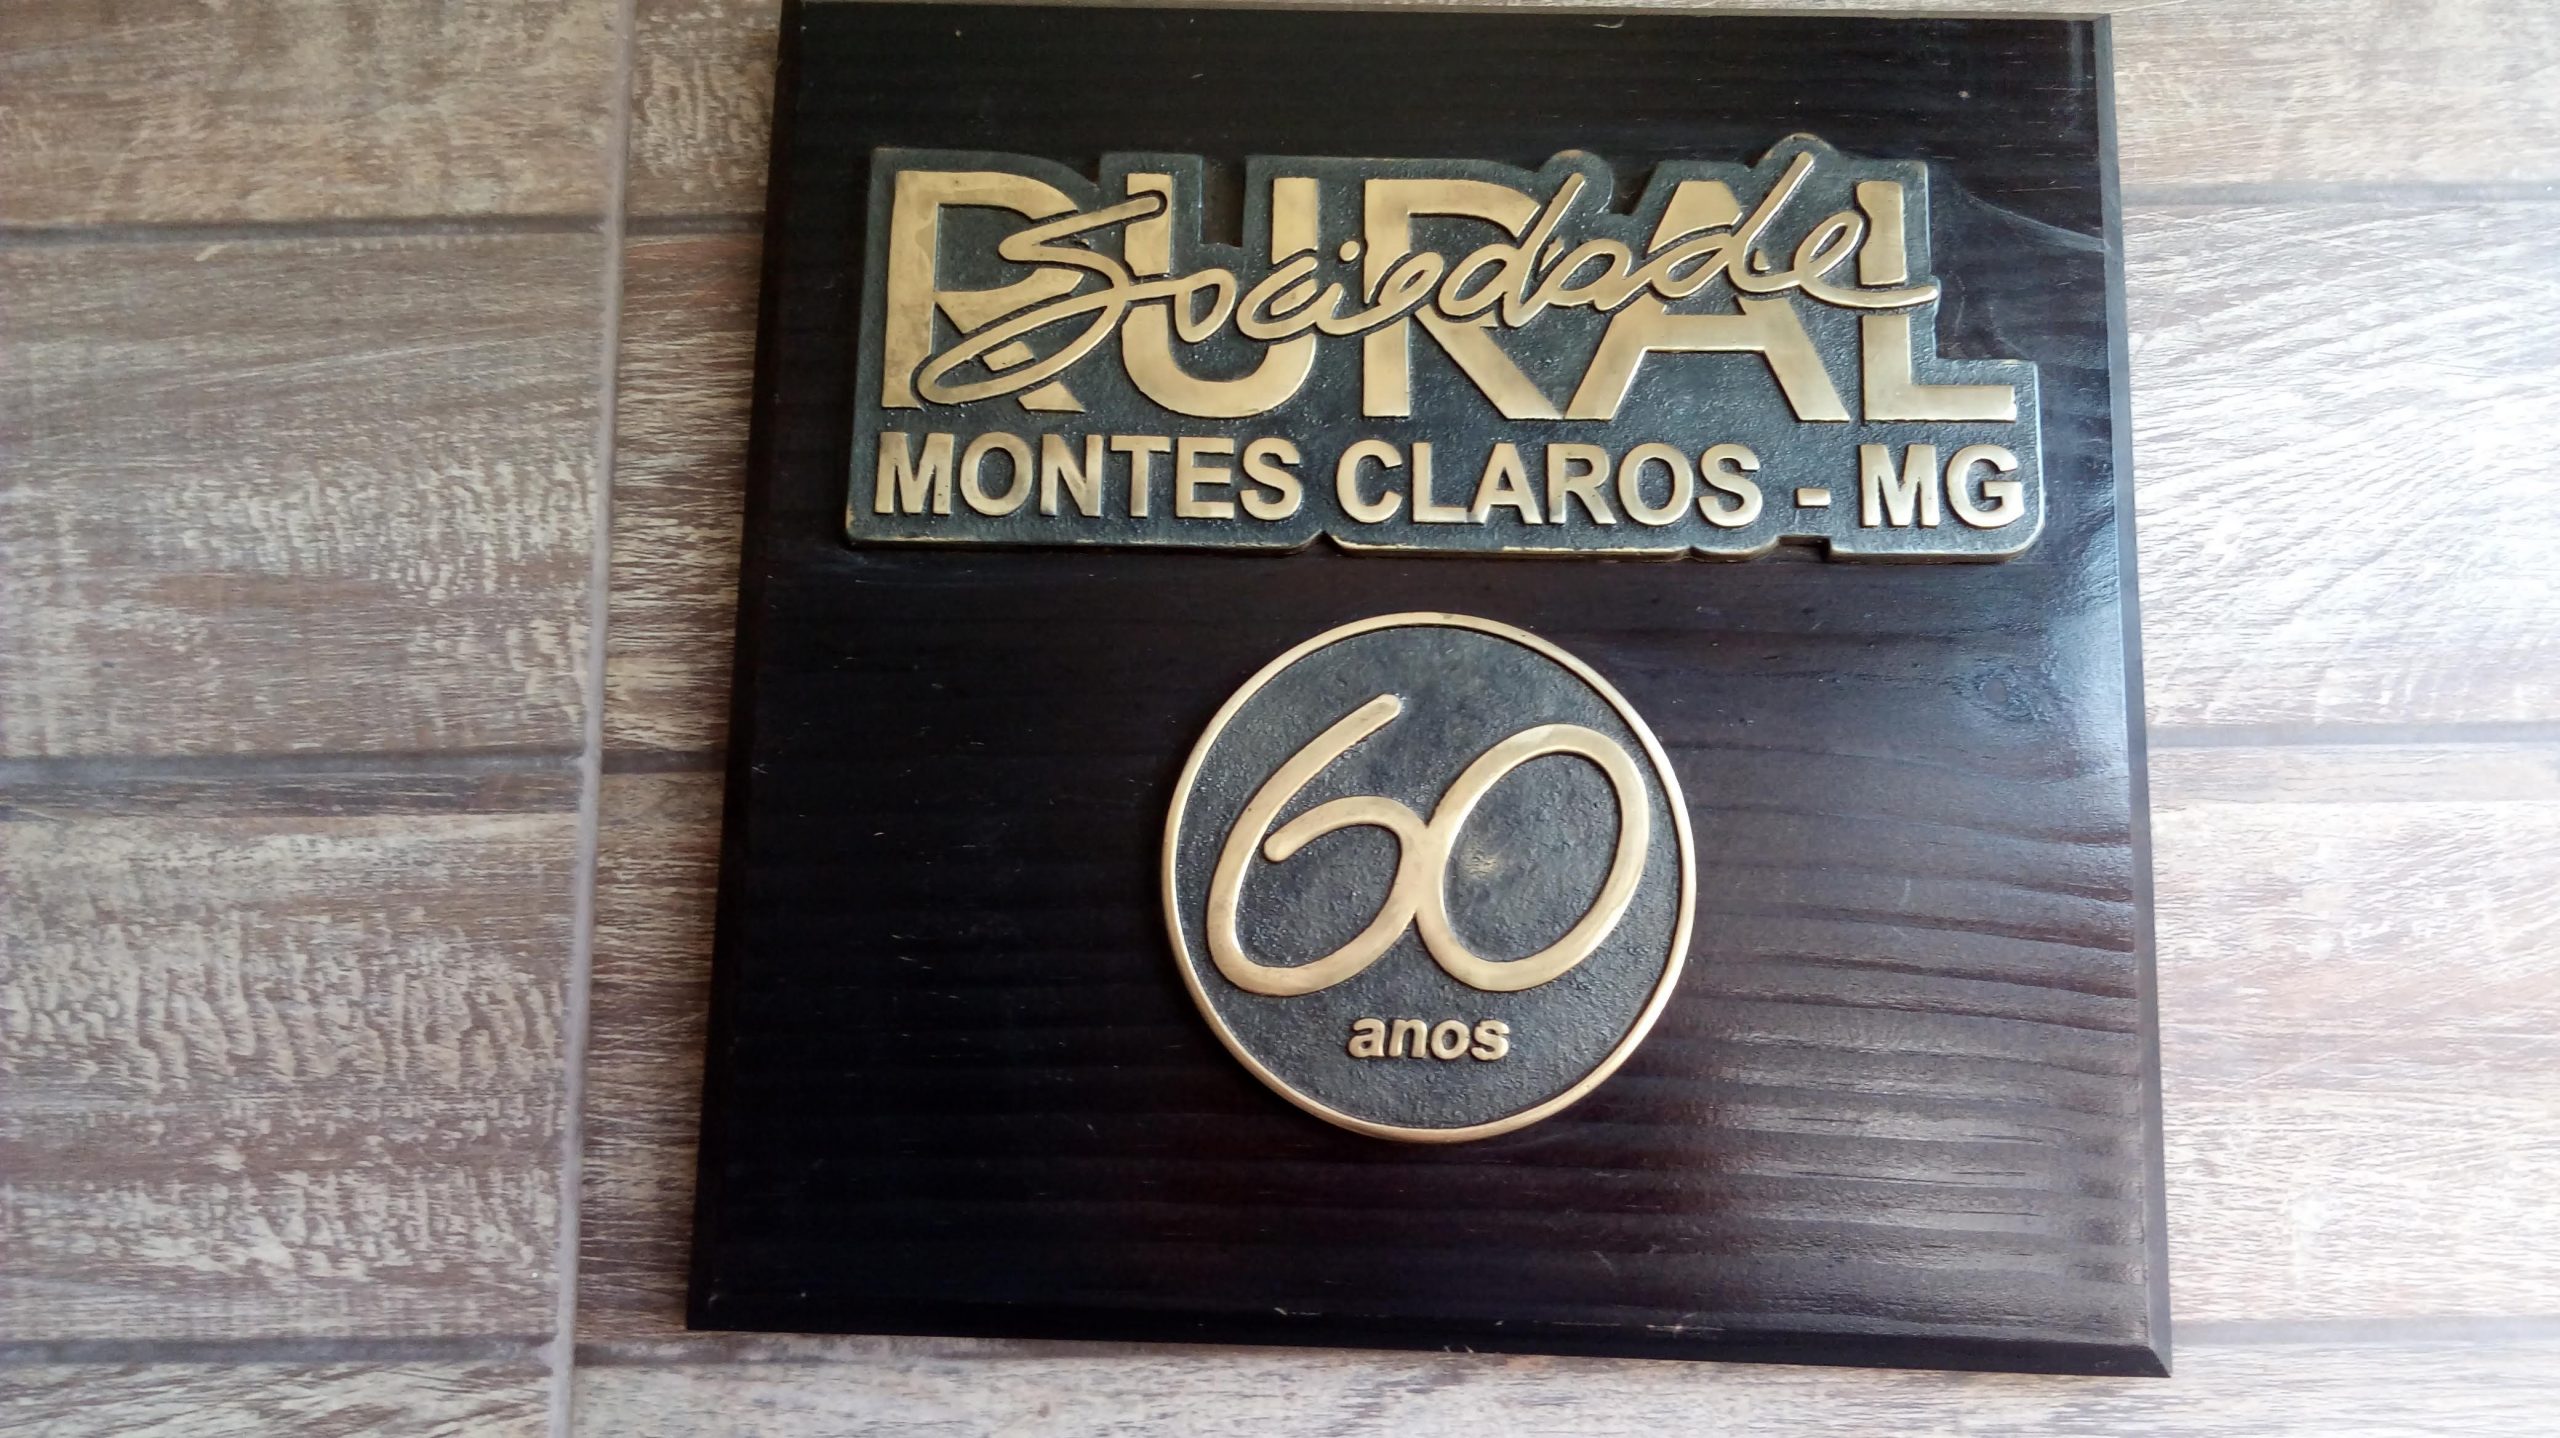 Sociedade
RURAL
MONTES CLAROS - MG
60
anos